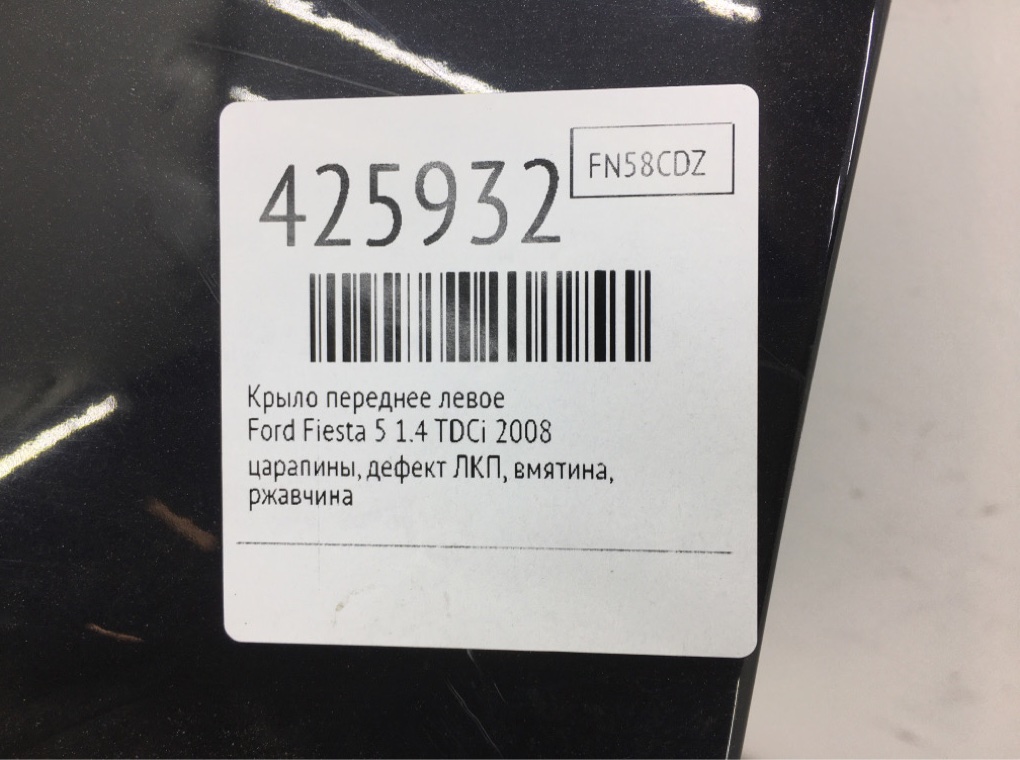 425932
FN58CDZ
Крыло переднее левое
Ford Fiesta 5 1.4 TDCi 2008
царапины, дефект ЛКП, вмятина,
ржавчина